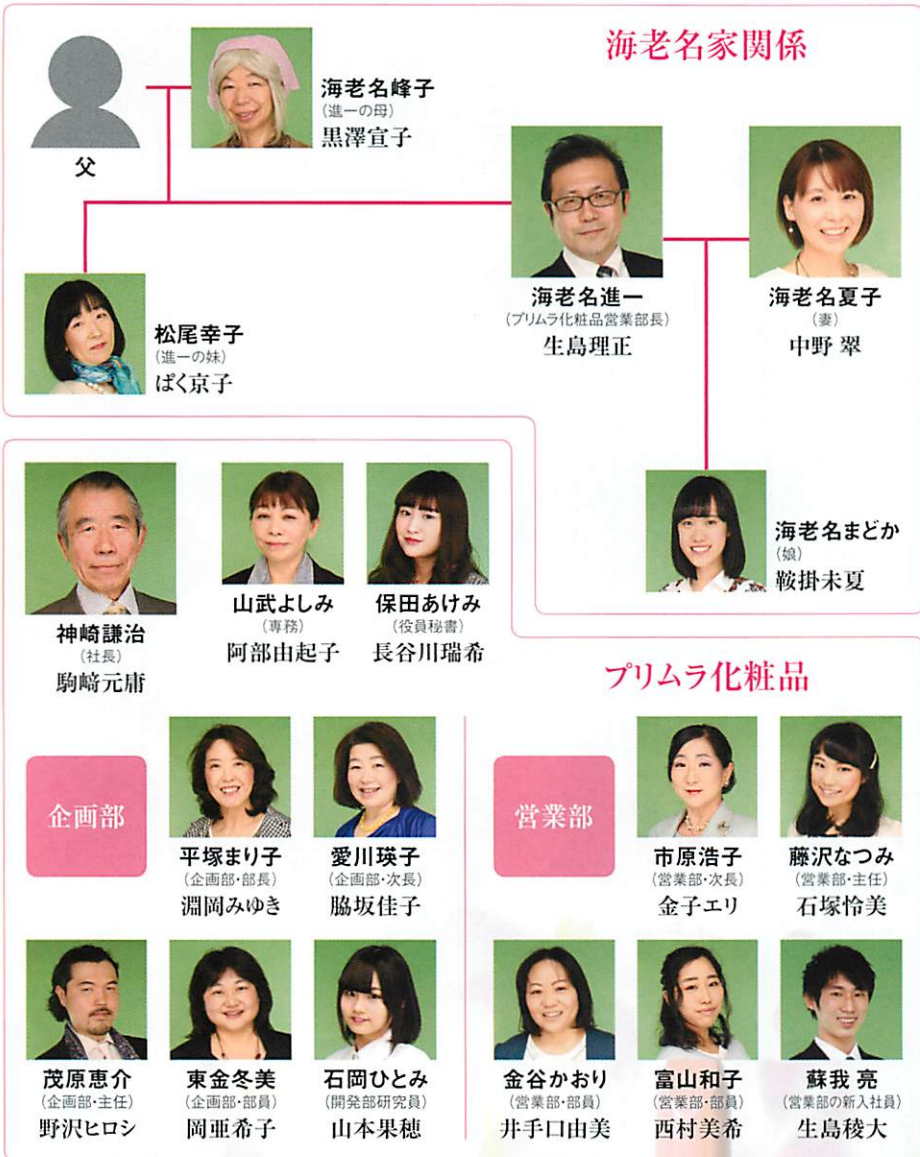 海老名家関係
父
海老名峰子
(進一の母)
黒澤宣子
海老名進一
(プリムラ化粧品営業部長)
生島理正
海老名夏子
(妻)
中野 翠
松尾幸子
(進一の妹)
ぱく京子
海老名まどか
(娘)
鞍掛未夏
神崎謙治
(社長)
駒﨑元庸
山武よしみ
(専務)
阿部由起子
保田あけみ
(役員秘書)
長谷川瑞希
プリムラ化粧品
企画部
平塚まり子
(企画部・部長)
淵岡みゆき
愛川瑛子
(企画部・次長)
脇坂佳子
茂原恵介
(企画部・主任)
野沢ヒロシ
東金冬美
(企画部・部員)
岡亜希子
石岡ひとみ
(開発部研究員)
山本果穂
営業部
市原浩子
(営業部・次長)
金子エリ
藤沢なつみ
(営業部・主任)
石塚怜美
金谷かおり
(営業部・部員)
井手口由美
富山和子
(営業部・部員)
西村美希
蘇我 亮
(営業部の新入社員)
生島稜大